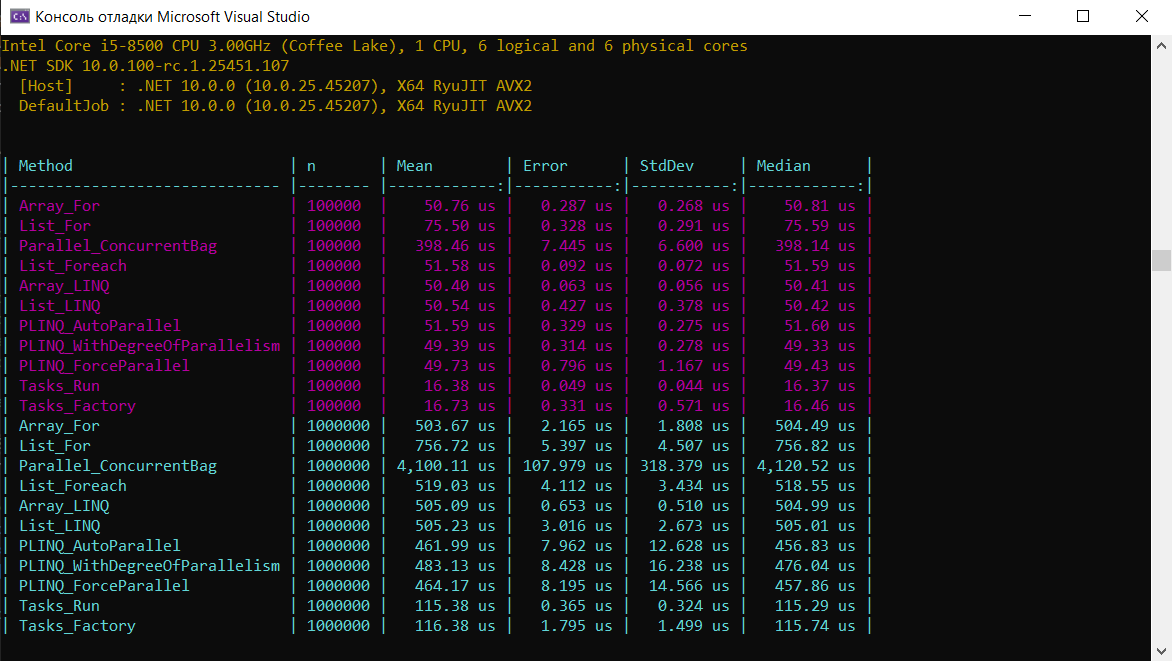 Консоль отладки Microsoft Visual Studio
Intel Core i5-8500 CPU 3.00GHz (Coffee Lake), 1 CPU, 6 logical and 6 physical cores
.NET SDK 10.0.100-rc.1.25451.107
  [Host]     : .NET 10.0.0 (10.0.25.45207), X64 RyuJIT AVX2
  DefaultJob : .NET 10.0.0 (10.0.25.45207), X64 RyuJIT AVX2
| Method                       | n       | Mean        | Error      | StdDev     | Median      |
|----------------------------- |-------- |------------:|-----------:|-----------:|------------:|
| Array_For                    | 100000  |    50.76 us |   0.287 us |   0.268 us |    50.81 us |
| List_For                     | 100000  |    75.50 us |   0.328 us |   0.291 us |    75.59 us |
| Parallel_ConcurrentBag       | 100000  |   398.46 us |   7.445 us |   6.600 us |   398.14 us |
| List_Foreach                 | 100000  |    51.58 us |   0.092 us |   0.072 us |    51.59 us |
| Array_LINQ                   | 100000  |    50.40 us |   0.063 us |   0.056 us |    50.41 us |
| List_LINQ                    | 100000  |    50.54 us |   0.427 us |   0.378 us |    50.42 us |
| PLINQ_AutoParallel           | 100000  |    51.59 us |   0.329 us |   0.275 us |    51.60 us |
| PLINQ_WithDegreeOfParallelism | 100000  |    49.39 us |   0.314 us |   0.278 us |    49.33 us |
| PLINQ_ForceParallel          | 100000  |    49.73 us |   0.796 us |   1.167 us |    49.43 us |
| Tasks_Run                    | 100000  |    16.38 us |   0.049 us |   0.044 us |    16.37 us |
| Tasks_Factory                | 100000  |    16.73 us |   0.331 us |   0.571 us |    16.46 us |
| Array_For                    | 1000000 |   503.67 us |   2.165 us |   1.808 us |   504.49 us |
| List_For                     | 1000000 |   756.72 us |   5.397 us |   4.507 us |   756.82 us |
| Parallel_ConcurrentBag       | 1000000 | 4,100.11 us | 107.979 us | 318.379 us | 4,120.52 us |
| List_Foreach                 | 1000000 |   519.03 us |   4.112 us |   3.434 us |   518.55 us |
| Array_LINQ                   | 1000000 |   505.09 us |   0.653 us |   0.510 us |   504.99 us |
| List_LINQ                    | 1000000 |   505.23 us |   3.016 us |   2.673 us |   505.01 us |
| PLINQ_AutoParallel           | 1000000 |   461.99 us |   7.962 us |  12.628 us |   456.83 us |
| PLINQ_WithDegreeOfParallelism | 1000000 |   483.13 us |   8.428 us |  16.238 us |   476.04 us |
| PLINQ_ForceParallel          | 1000000 |   464.17 us |   8.195 us |  14.566 us |   457.86 us |
| Tasks_Run                    | 1000000 |   115.38 us |   0.365 us |   0.324 us |   115.29 us |
| Tasks_Factory                | 1000000 |   116.38 us |   1.795 us |   1.499 us |   115.74 us |